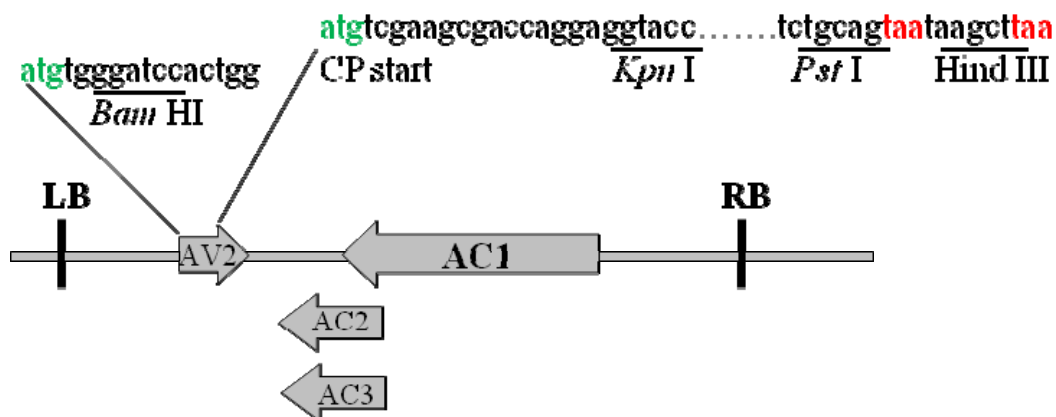 atgtcgaagcgaccaggaggtacc.......tctgcagtaataagcttaa
CP start Kpn I Pst I Hind III
atgtgggatccactgg
Bam HI
LB RB
AV2 AC1
AC2
AC3